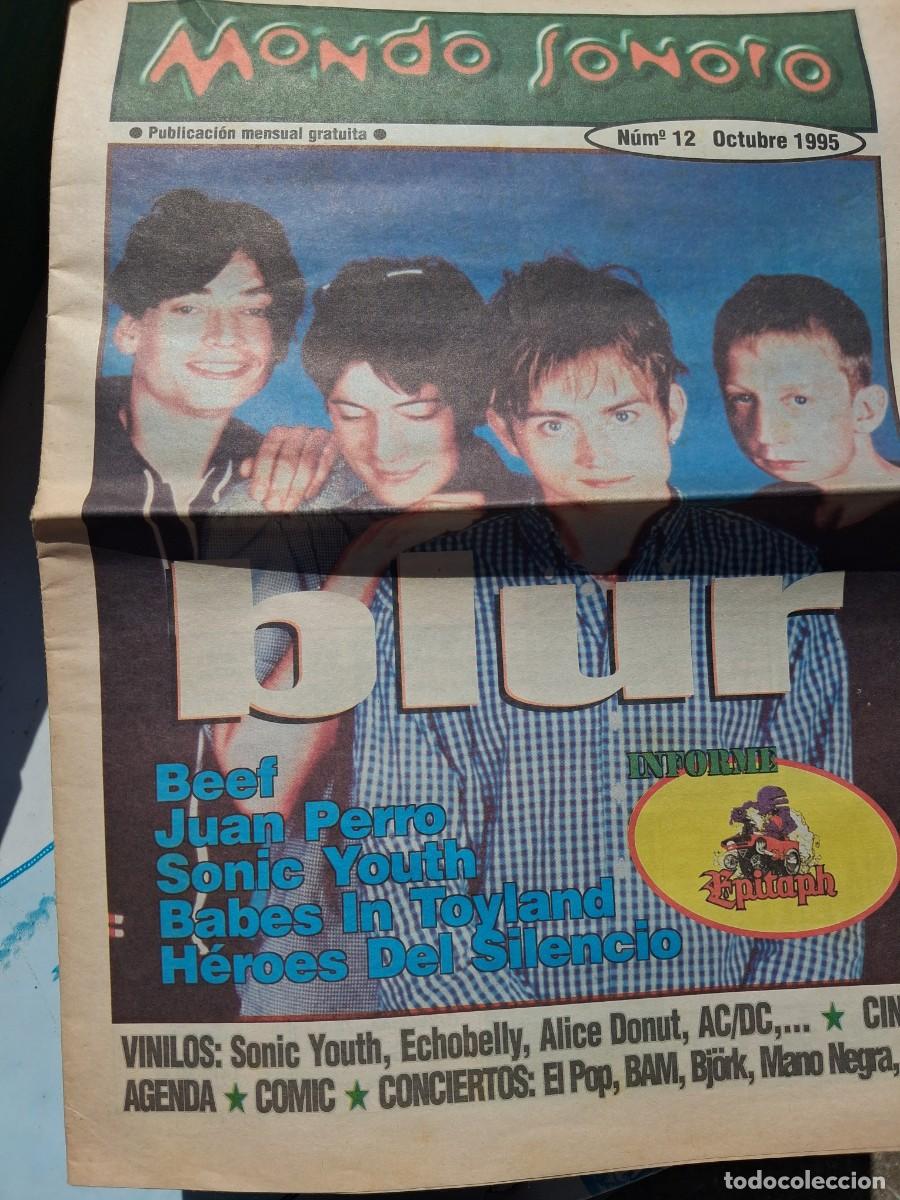 Mondo Sonoro
● Publicación mensual gratuita ●
Númº 12 Octubre 1995
blur
Beef
Juan Perro
Sonic Youth
Babes In Toyland
Héroes Del Silencio
INFORME
Epitaph
VINILOS: Sonic Youth, Echobelly, Alice Donut, AC/DC,... ★ CIN
AGENDA ★ COMIC ★ CONCIERTOS: El Pop, BAM, Björk, Mano Negra,
todocoleccion